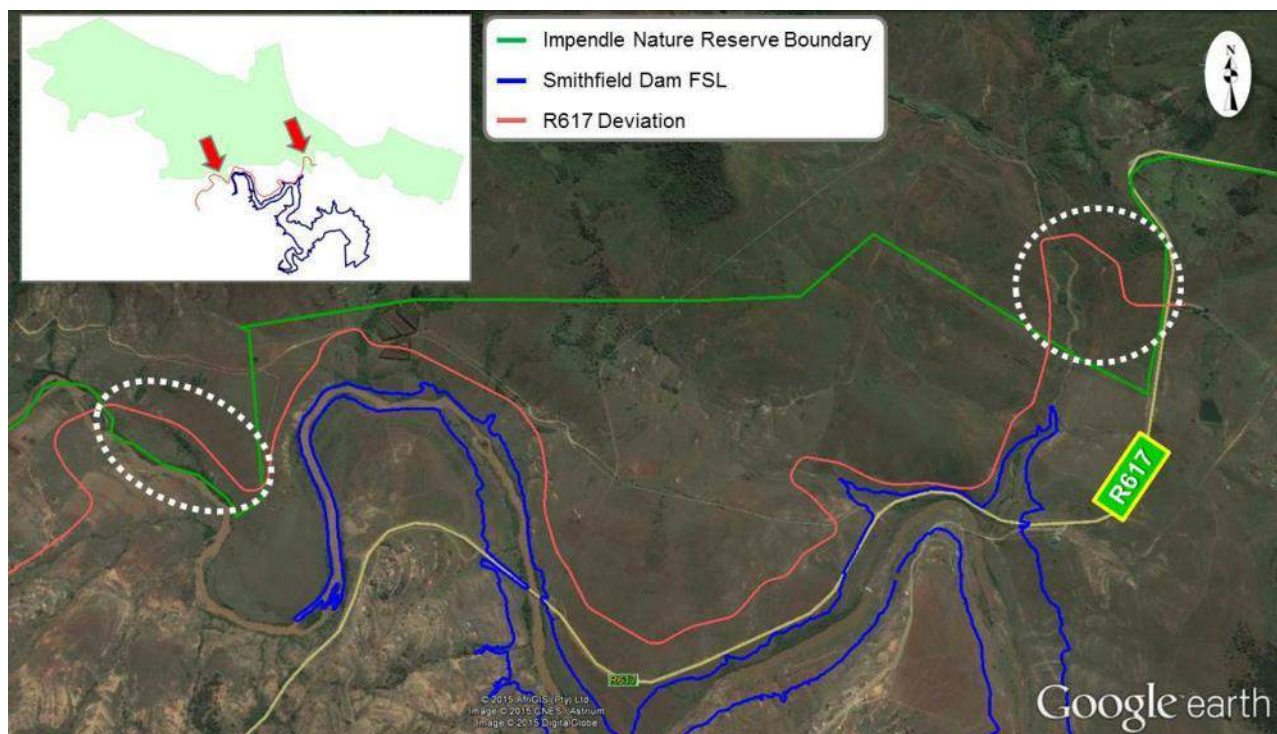 Impendle Nature Reserve Boundary
Smithfield Dam FSL
R617 Deviation
N
R617
R617
© 2015 AfriGIS (Pty) Ltd.
Image © 2015 CNES / Astrium
Image © 2015 DigitalGlobe
Google earth